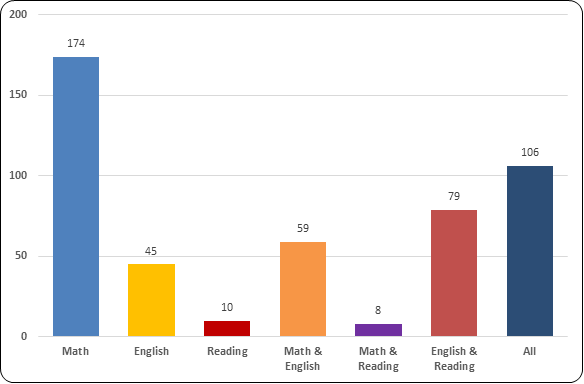 200
150
100
50
0
174
45
10
59
8
79
106
Math
English
Reading
Math &
English
Math &
Reading
English &
Reading
All